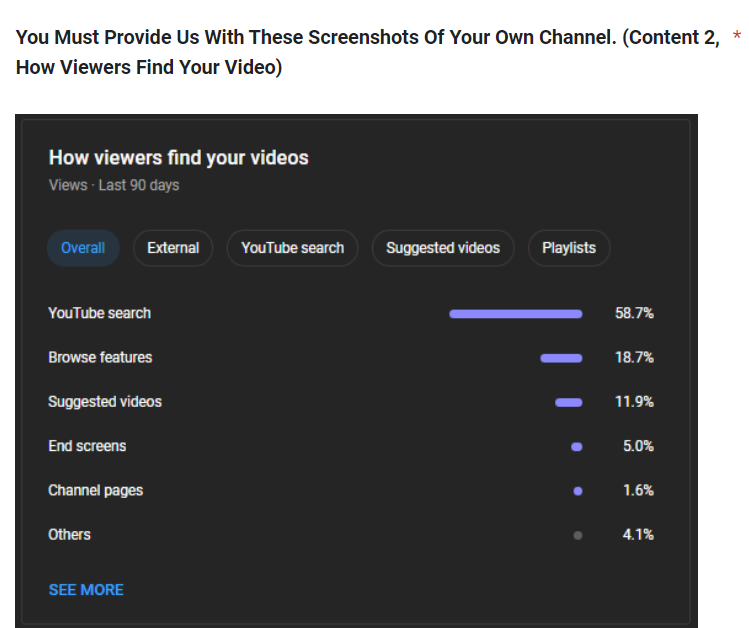 You Must Provide Us With These Screenshots Of Your Own Channel. (Content 2, *
How Viewers Find Your Video)
How viewers find your videos
Views · Last 90 days
Overall External YouTube search Suggested videos Playlists
YouTube search 58.7%
Browse features 18.7%
Suggested videos 11.9%
End screens 5.0%
Channel pages 1.6%
Others 4.1%
SEE MORE